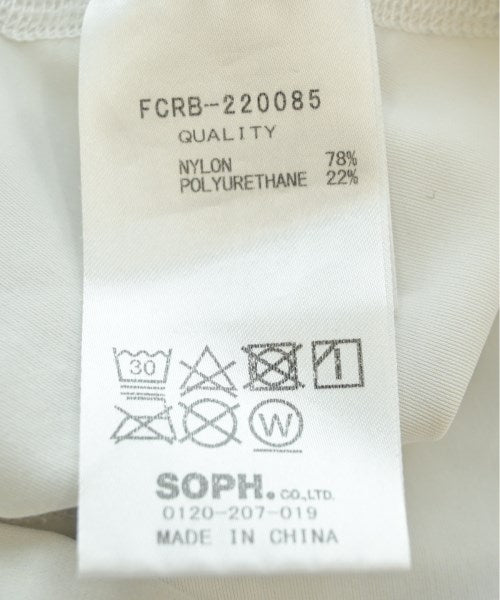 FCRB-220085
QUALITY
NYLON 78%
POLYURETHANE 22%
30
W
SOPH. CO.,LTD.
0120-207-019
MADE IN CHINA